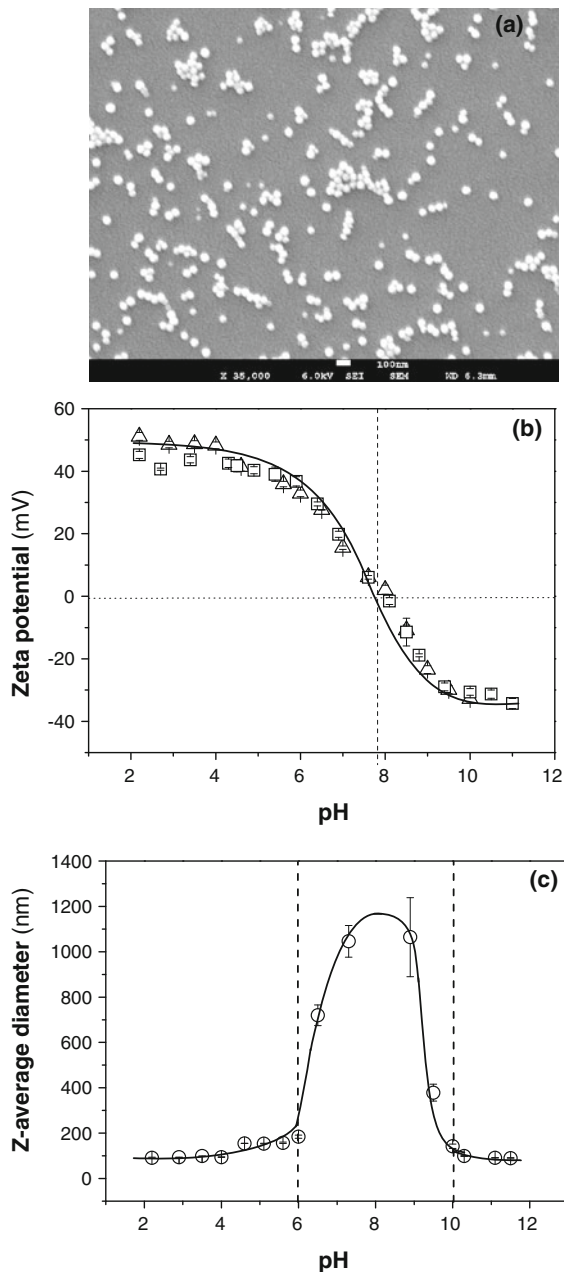 (a)
100nm
X 35,000 6.0kV SEI SEM WD 6.3mm
(b)
Zeta potential (mV)
60
40
20
0
-20
-40
2 4 6 8 10 12
pH
(c)
Z-average diameter (nm)
1400
1200
1000
800
600
400
200
0
2 4 6 8 10 12
pH